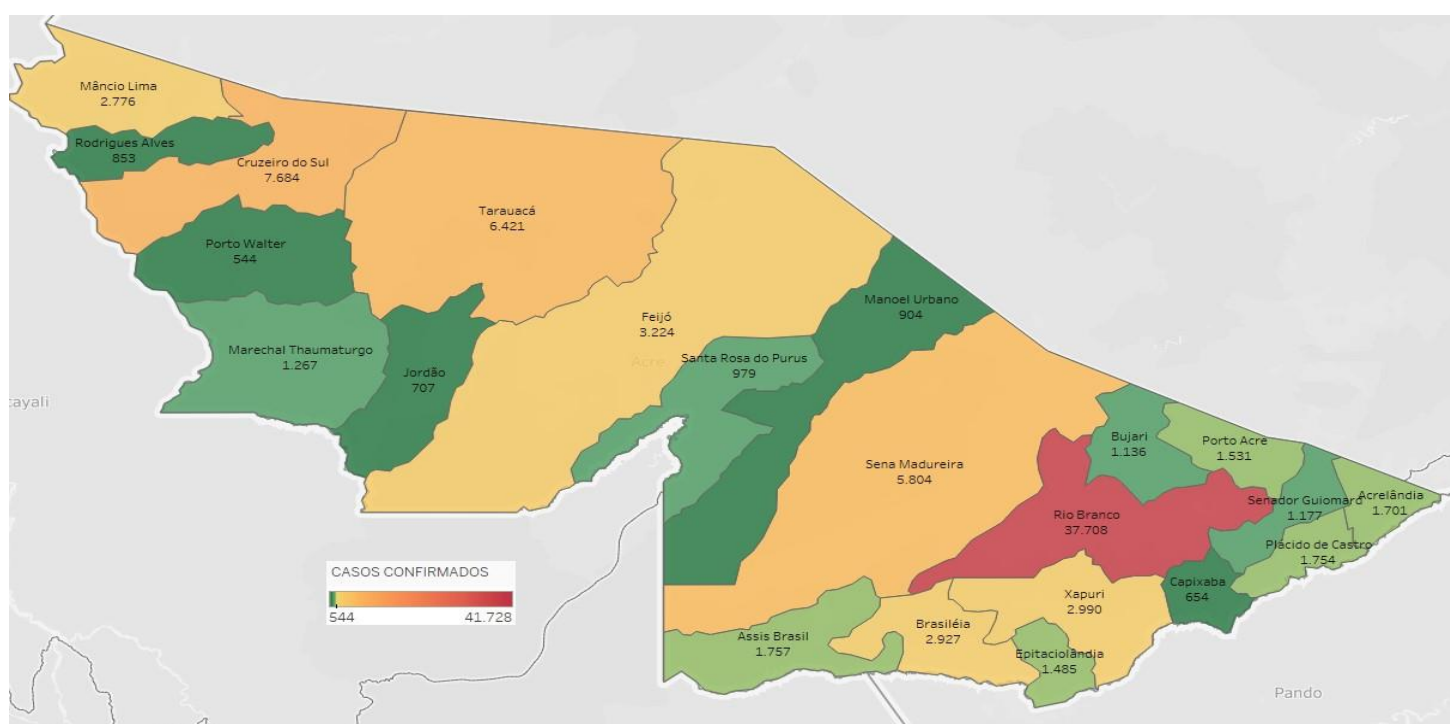 Mâncio Lima
2.776
Rodrigues Alves
853
Cruzeiro do Sul
7.684
Tarauacá
6.421
Porto Walter
544
Marechal Thaumaturgo
1.267
Jordão
707
Feijó
3.224
Acre
Manoel Urbano
904
Santa Rosa do Purus
979
Sena Madureira
5.804
Bujari
1.136
Porto Acre
1.531
Rio Branco
37.708
Senador Guiomard
1.177
Acrelândia
1.701
Plácido de Castro
1.754
Capixaba
654
Xapuri
2.990
Brasiléia
2.927
Assis Brasil
1.757
Epitaciolândia
1.485
cayali
Pando
CASOS CONFIRMADOS
544 41.728